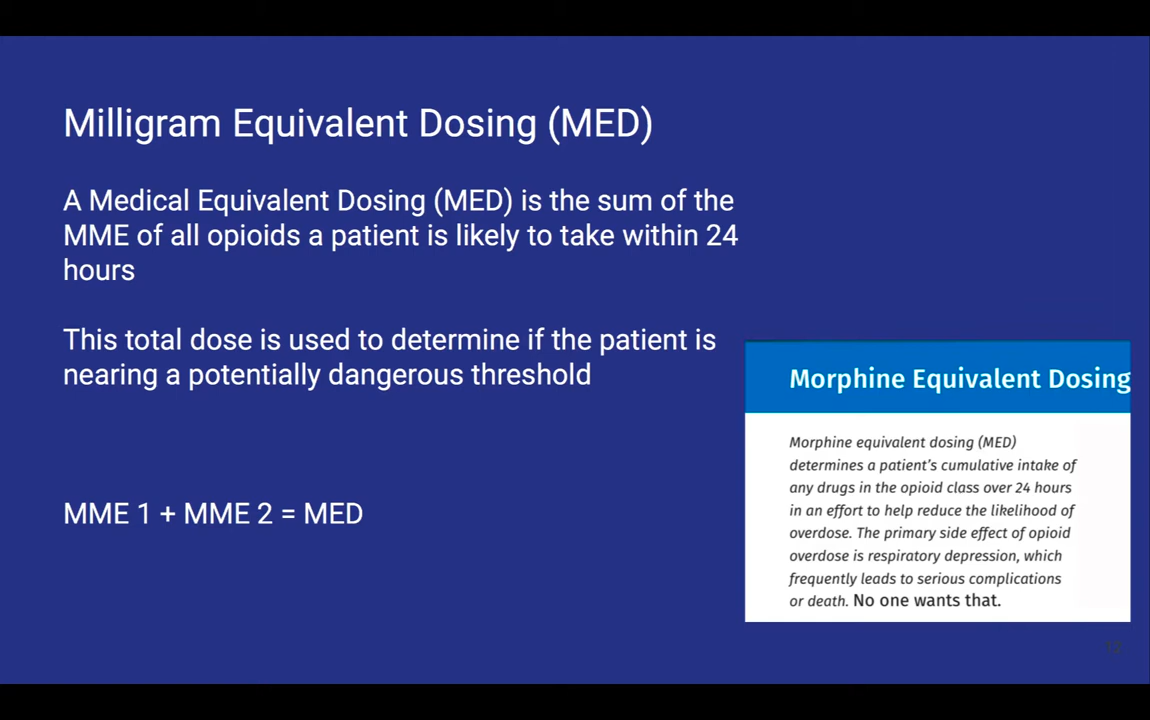 Milligram Equivalent Dosing (MED)
A Medical Equivalent Dosing (MED) is the sum of the
MME of all opioids a patient is likely to take within 24
hours
This total dose is used to determine if the patient is
nearing a potentially dangerous threshold
MME 1 + MME 2 = MED
Morphine Equivalent Dosing
Morphine equivalent dosing (MED)
determines a patient's cumulative intake of
any drugs in the opioid class over 24 hours
in an effort to help reduce the likelihood of
overdose. The primary side effect of opioid
overdose is respiratory depression, which
frequently leads to serious complications
or death. No one wants that.